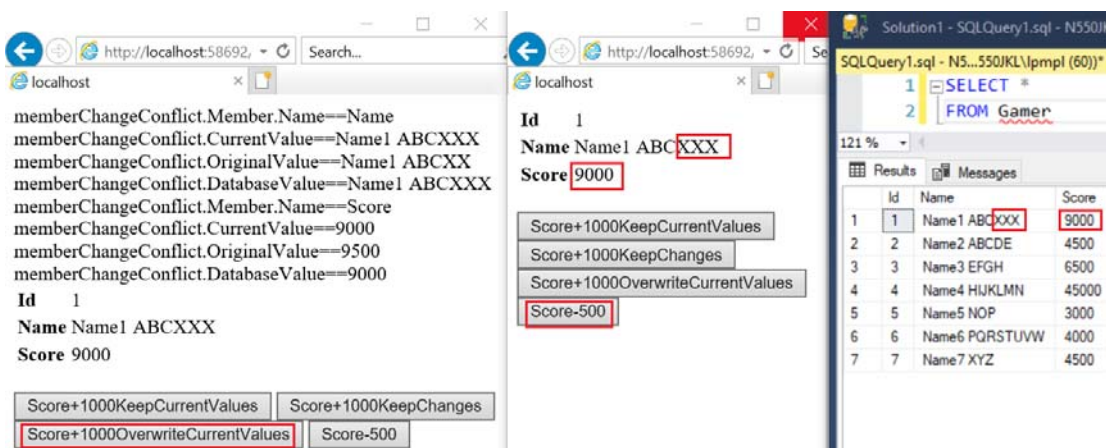 http://localhost:58692,
Search...
localhost
memberChangeConflict.Member.Name==Name
memberChangeConflict.CurrentValue==Name1 ABCXXX
memberChangeConflict.OriginalValue==Name1 ABCXX
memberChangeConflict.DatabaseValue==Name1 ABCXXX
memberChangeConflict.Member.Name==Score
memberChangeConflict.CurrentValue==9000
memberChangeConflict.OriginalValue==9500
memberChangeConflict.DatabaseValue==9000
Id 1
Name Name1 ABCXXX
Score 9000
Score+1000KeepCurrentValues Score+1000KeepChanges
Score+1000OverwriteCurrentValues Score-500
http://localhost:58692,
Se
localhost
Id 1
Name Name1 ABCXXX
Score 9000
Score+1000KeepCurrentValues
Score+1000KeepChanges
Score+1000OverwriteCurrentValues
Score-500
Solution1 - SQLQuery1.sql - N550J
SQLQuery1.sql - N5...550JKL\lpmpl (60))*
1 SELECT *
2 FROM Gamer
121 %
Results Messages
Id Name Score
1 1 Name1 ABCXXX 9000
2 2 Name2 ABCDE 4500
3 3 Name3 EFGH 6500
4 4 Name4 HIJKLMN 45000
5 5 Name5 NOP 3000
6 6 Name6 PQRSTUVW 4000
7 7 Name7 XYZ 4500